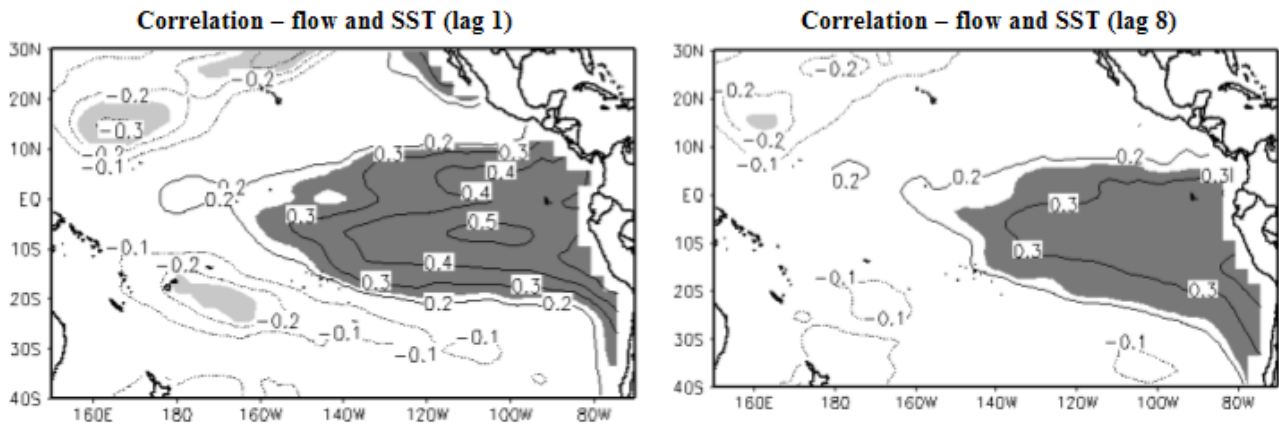 Correlation – flow and SST (lag 1)
30N
20N
10N
EQ
10S
20S
30S
40S
160E
180
160W
140W
120W
100W
80W
-0.2
-0.2
-0.3
-0.2
-0.1
0.2
0.3
0.3
0.2
0.2
0.4
0.4
0.3
0.5
0.4
0.3
0.3
0.2
0.2
-0.1
-0.2
-0.2
-0.1
-0.1
-0.1
Correlation – flow and SST (lag 8)
30N
20N
10N
EQ
10S
20S
30S
40S
160E
180
160W
140W
120W
100W
80W
-0.2
-0.2
-0.2
-0.1
0.2
0.2
0.2
0.3
0.3
0.3
0.3
-0.1
-0.1
-0.1